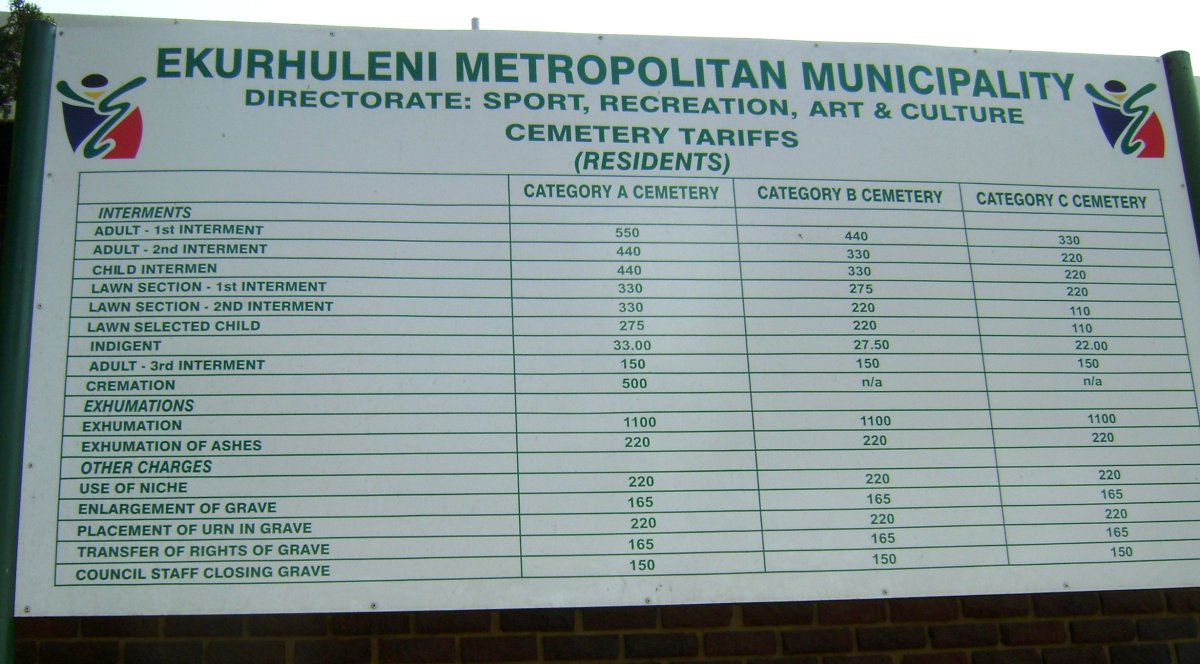 EKURHULENI METROPOLITAN MUNICIPALITY
DIRECTORATE: SPORT, RECREATION, ART & CULTURE
CEMETERY TARIFFS
(RESIDENTS)
CATEGORY A CEMETERY CATEGORY B CEMETERY CATEGORY C CEMETERY
INTERMENTS
ADULT - 1st INTERMENT 550 440 330
ADULT - 2nd INTERMENT 440 330 220
CHILD INTERMEN 440 330 220
LAWN SECTION - 1st INTERMENT 330 275 220
LAWN SECTION - 2ND INTERMENT 330 220 110
LAWN SELECTED CHILD 275 220 110
INDIGENT 33.00 27.50 22.00
ADULT - 3rd INTERMENT 150 150 150
CREMATION 500 n/a n/a
EXHUMATIONS
EXHUMATION 1100 1100 1100
EXHUMATION OF ASHES 220 220 220
OTHER CHARGES
USE OF NICHE 220 220 220
ENLARGEMENT OF GRAVE 165 165 165
PLACEMENT OF URN IN GRAVE 220 220 220
TRANSFER OF RIGHTS OF GRAVE 165 165 165
COUNCIL STAFF CLOSING GRAVE 150 150 150